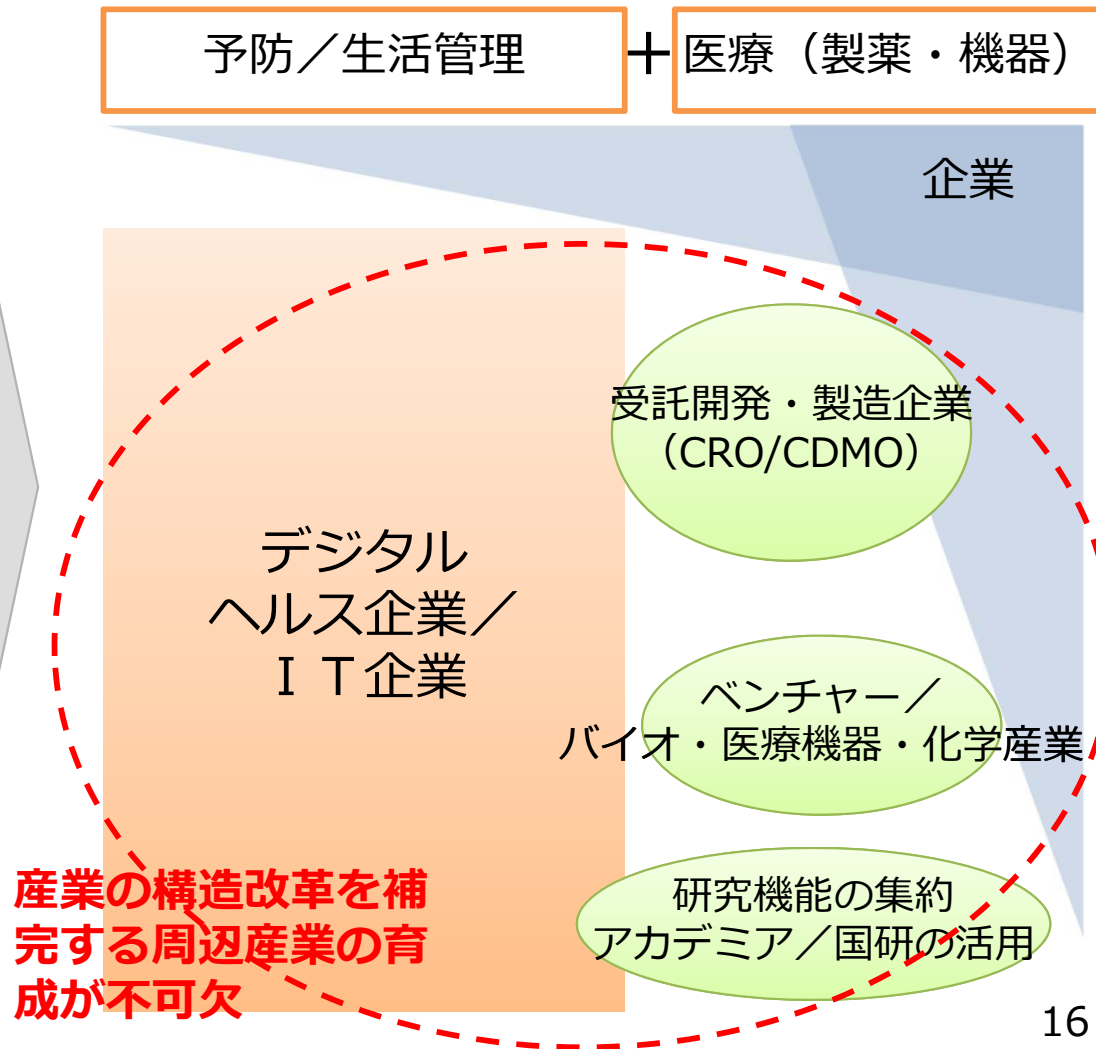 予防／生活管理
＋
医療（製薬・機器）
企業
受託開発・製造企業
（CRO/CDMO）
デジタル
ヘルス企業／
ＩＴ企業
ベンチャー／
バイオ・医療機器・化学産業
研究機能の集約
アカデミア／国研の活用
産業の構造改革を補
完する周辺産業の育
成が不可欠
16